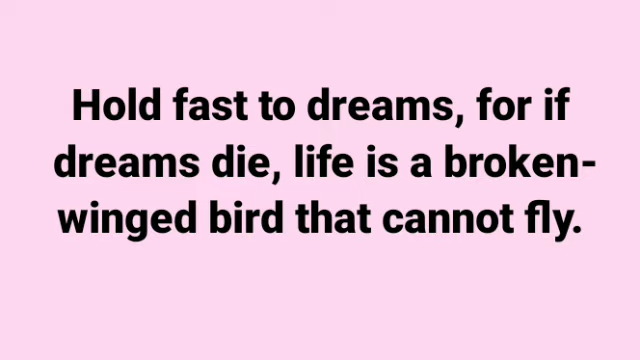 Hold fast to dreams, for if
dreams die, life is a broken-
winged bird that cannot fly.